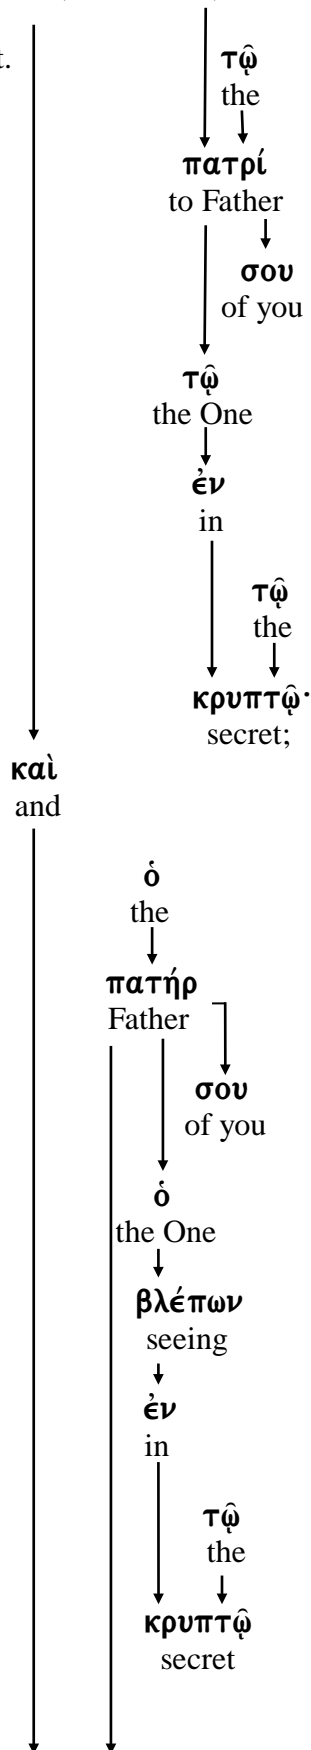 t.
τῷ
the
πατρί
to Father
σου
of you
τῷ
the One
ἐν
in
τῷ
the
κρυπτῷ·
secret;
καὶ
and
ὁ
the
πατήρ
Father
σου
of you
ὁ
the One
βλέπων
seeing
ἐν
in
τῷ
the
κρυπτῷ
secret